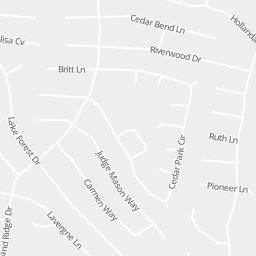 Cedar Bend Ln
Hollanda
lisa Cv
Riverwood Dr
Britt Ln
Lake Forest Dr
Judge Mason Way
Cedar Park Cir
Ruth Ln
Carmen Way
Pioneer Ln
Lavergne Ln
and Ridge Dr